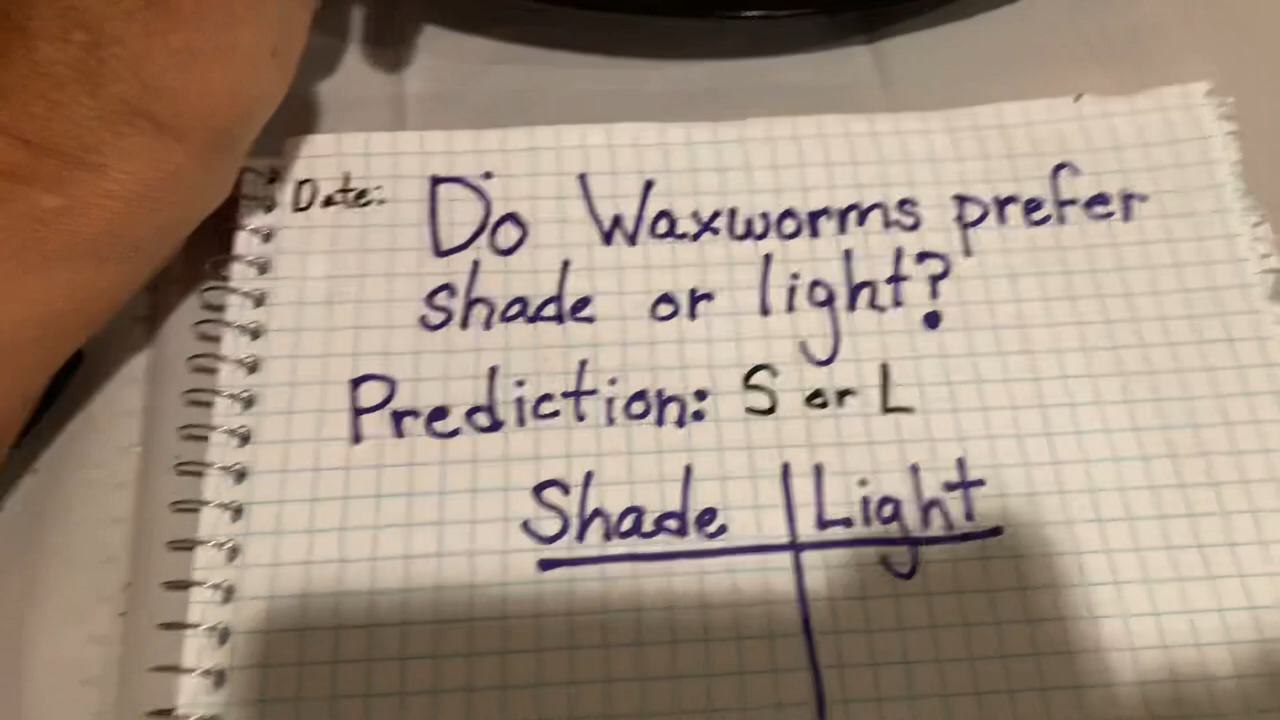 Date: Do Waxworms prefer
shade or light?
Prediction: S or L
Shade | Light